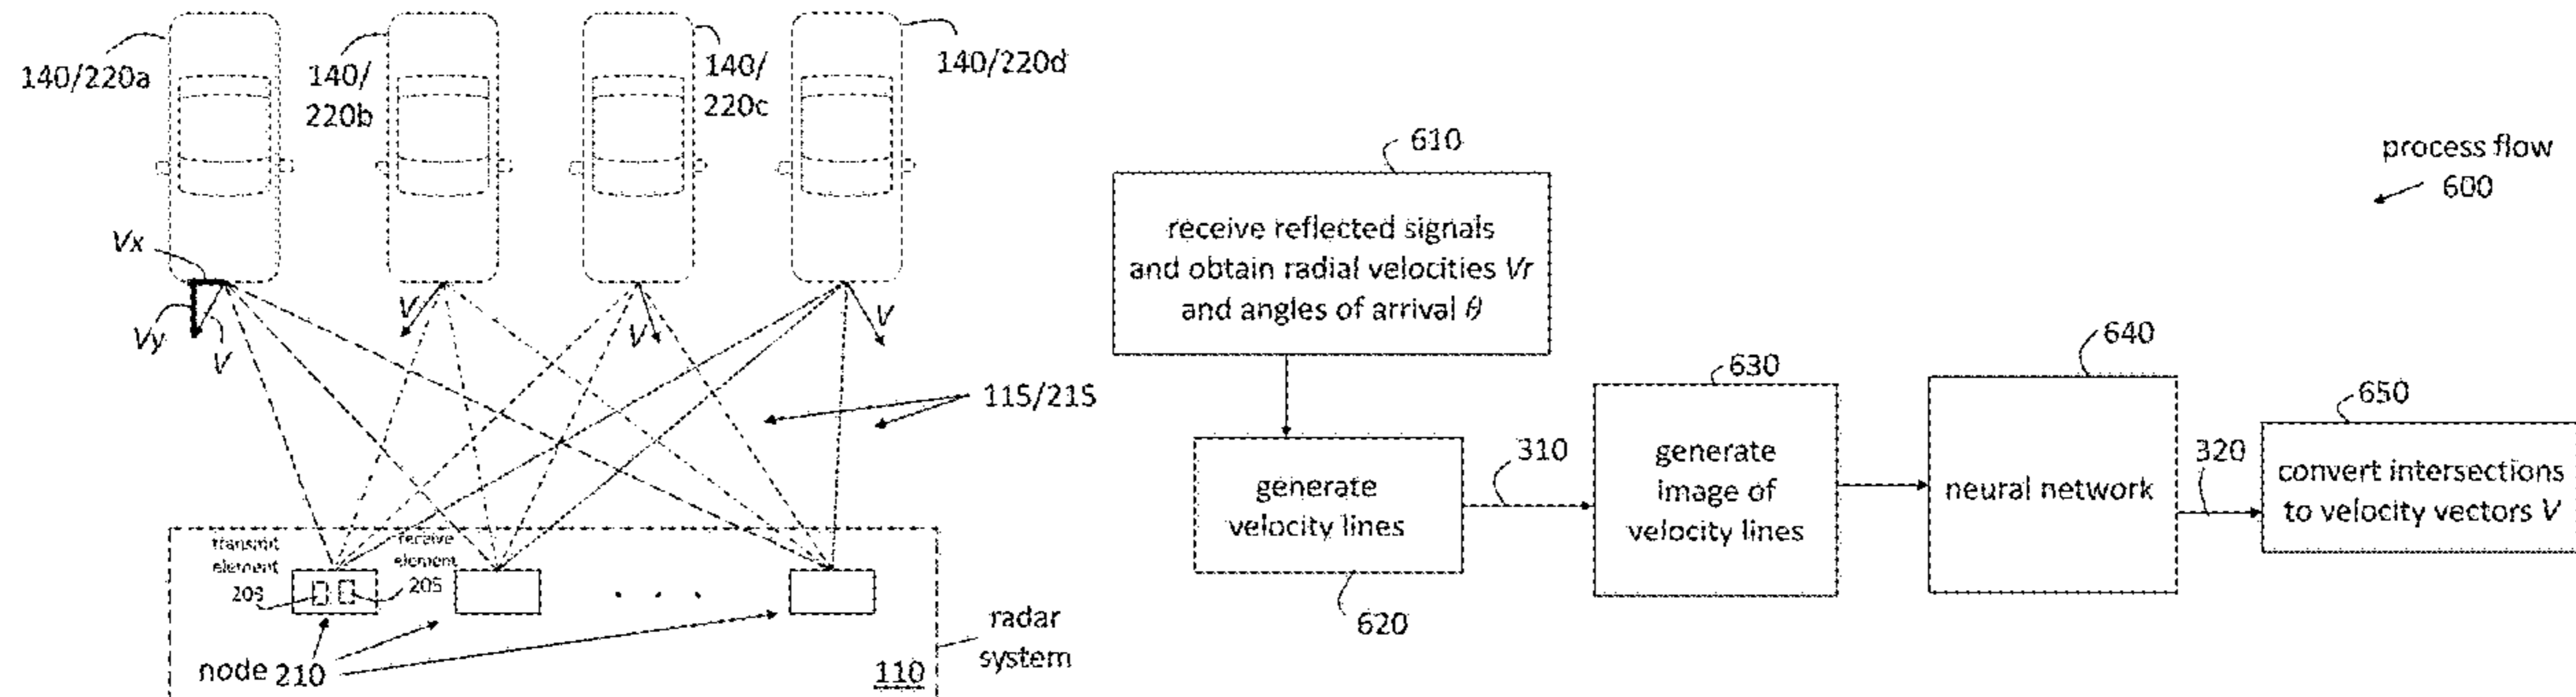 140/220a
140/
220b
140/
220c
140/220d
Vx
Vy
V
V
V
V
115/215
transmit
element
203
receive
element
205
node 210
110
radar
system
process flow
600
610
receive reflected signals
and obtain radial velocities Vr
and angles of arrival θ
generate
velocity lines
620
310
630
generate
image of
velocity lines
640
neural network
320
650
convert intersections
to velocity vectors V